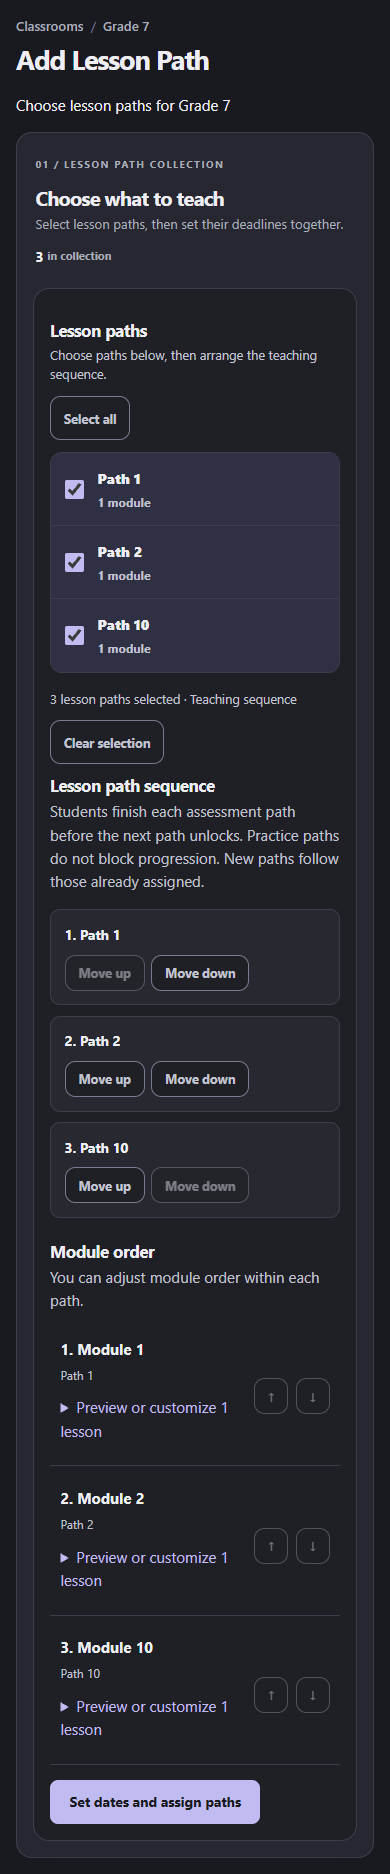 Classrooms / Grade 7
Add Lesson Path
Choose lesson paths for Grade 7
01 / LESSON PATH COLLECTION
Choose what to teach
Select lesson paths, then set their deadlines together.
3 in collection
Lesson paths
Choose paths below, then arrange the teaching
sequence.
Select all
Path 1
1 module
Path 2
1 module
Path 10
1 module
3 lesson paths selected · Teaching sequence
Clear selection
Lesson path sequence
Students finish each assessment path
before the next path unlocks. Practice paths
do not block progression. New paths follow
those already assigned.
1. Path 1
Move up Move down
2. Path 2
Move up Move down
3. Path 10
Move up Move down
Module order
You can adjust module order within each
path.
1. Module 1
Path 1
▶ Preview or customize 1
lesson
↑ ↓
2. Module 2
Path 2
▶ Preview or customize 1
lesson
↑ ↓
3. Module 10
Path 10
▶ Preview or customize 1
lesson
↑ ↓
Set dates and assign paths